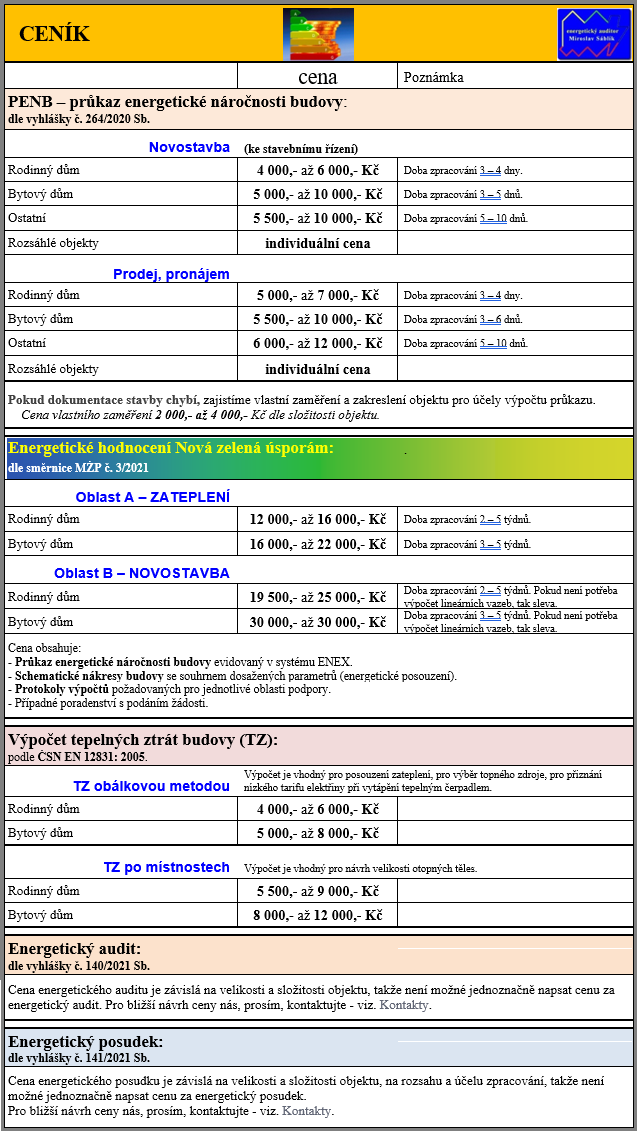 CENÍK
energetický auditor
Miroslav Sáblík
cena Poznámka
PENB – průkaz energetické náročnosti budovy:
dle vyhlášky č. 264/2020 Sb.
Novostavba (ke stavebnímu řízení)
Rodinný dům 4 000,- až 6 000,- Kč Doba zpracování 3 – 4 dny.
Bytový dům 5 000,- až 10 000,- Kč Doba zpracování 3 – 5 dnů.
Ostatní 5 500,- až 10 000,- Kč Doba zpracování 5 – 10 dnů.
Rozsáhlé objekty individuální cena
Prodej, pronájem
Rodinný dům 5 000,- až 7 000,- Kč Doba zpracování 3 – 4 dny.
Bytový dům 5 500,- až 10 000,- Kč Doba zpracování 3 – 6 dnů.
Ostatní 6 000,- až 12 000,- Kč Doba zpracování 5 – 10 dnů.
Rozsáhlé objekty individuální cena
Pokud dokumentace stavby chybí, zajistíme vlastní zaměření a zakreslení objektu pro účely výpočtu průkazu.
Cena vlastního zaměření 2 000,- až 4 000,- Kč dle složitosti objektu.
Energetické hodnocení Nová zelená úsporám:
dle směrnice MŽP č. 3/2021
Oblast A – ZATEPLENÍ
Rodinný dům 12 000,- až 16 000,- Kč Doba zpracování 2 – 5 týdnů.
Bytový dům 16 000,- až 22 000,- Kč Doba zpracování 3 – 5 týdnů.
Oblast B – NOVOSTAVBA
Rodinný dům 19 500,- až 25 000,- Kč Doba zpracování 2 – 5 týdnů. Pokud není potřeba
výpočet lineárních vazeb, tak sleva.
Bytový dům 30 000,- až 30 000,- Kč Doba zpracování 3 – 5 týdnů. Pokud není potřeba
výpočet lineárních vazeb, tak sleva.
Cena obsahuje:
- Průkaz energetické náročnosti budovy evidovaný v systému ENEX.
- Schematické nákresy budovy se souhrnem dosažených parametrů (energetické posouzení).
- Protokoly výpočtů požadovaných pro jednotlivé oblasti podpory.
- Případné poradenství s podáním žádosti.
Výpočet tepelných ztrát budovy (TZ):
podle ČSN EN 12831: 2005.
TZ obálkovou metodou Výpočet je vhodný pro posouzení zateplení, pro výběr topného zdroje, pro přiznání
nízkého tarifu elektřiny při vytápění tepelným čerpadlem.
Rodinný dům 4 000,- až 6 000,- Kč
Bytový dům 5 000,- až 8 000,- Kč
TZ po místnostech Výpočet je vhodný pro návrh velikosti otopných těles.
Rodinný dům 5 500,- až 9 000,- Kč
Bytový dům 8 000,- až 12 000,- Kč
Energetický audit:
dle vyhlášky č. 140/2021 Sb.
Cena energetického auditu je závislá na velikosti a složitosti objektu, takže není možné jednoznačně napsat cenu za
energetický audit. Pro bližší návrh ceny nás, prosím, kontaktujte - viz. Kontakty.
Energetický posudek:
dle vyhlášky č. 141/2021 Sb.
Cena energetického posudku je závislá na velikosti a složitosti objektu, na rozsahu a účelu zpracování, takže není
možné jednoznačně napsat cenu za energetický posudek.
Pro bližší návrh ceny nás, prosím, kontaktujte - viz. Kontakty.